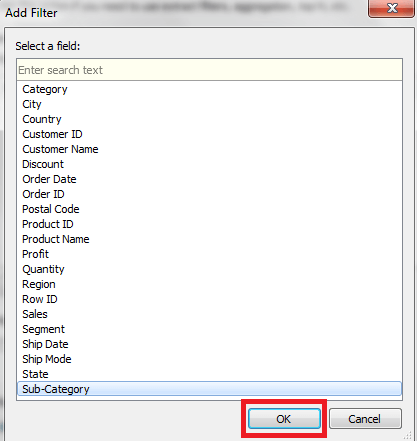 Add Filter
Select a field:
Enter search text
Category
City
Country
Customer ID
Customer Name
Discount
Order Date
Order ID
Postal Code
Product ID
Product Name
Profit
Quantity
Region
Row ID
Sales
Segment
Ship Date
Ship Mode
State
Sub-Category
OK Cancel